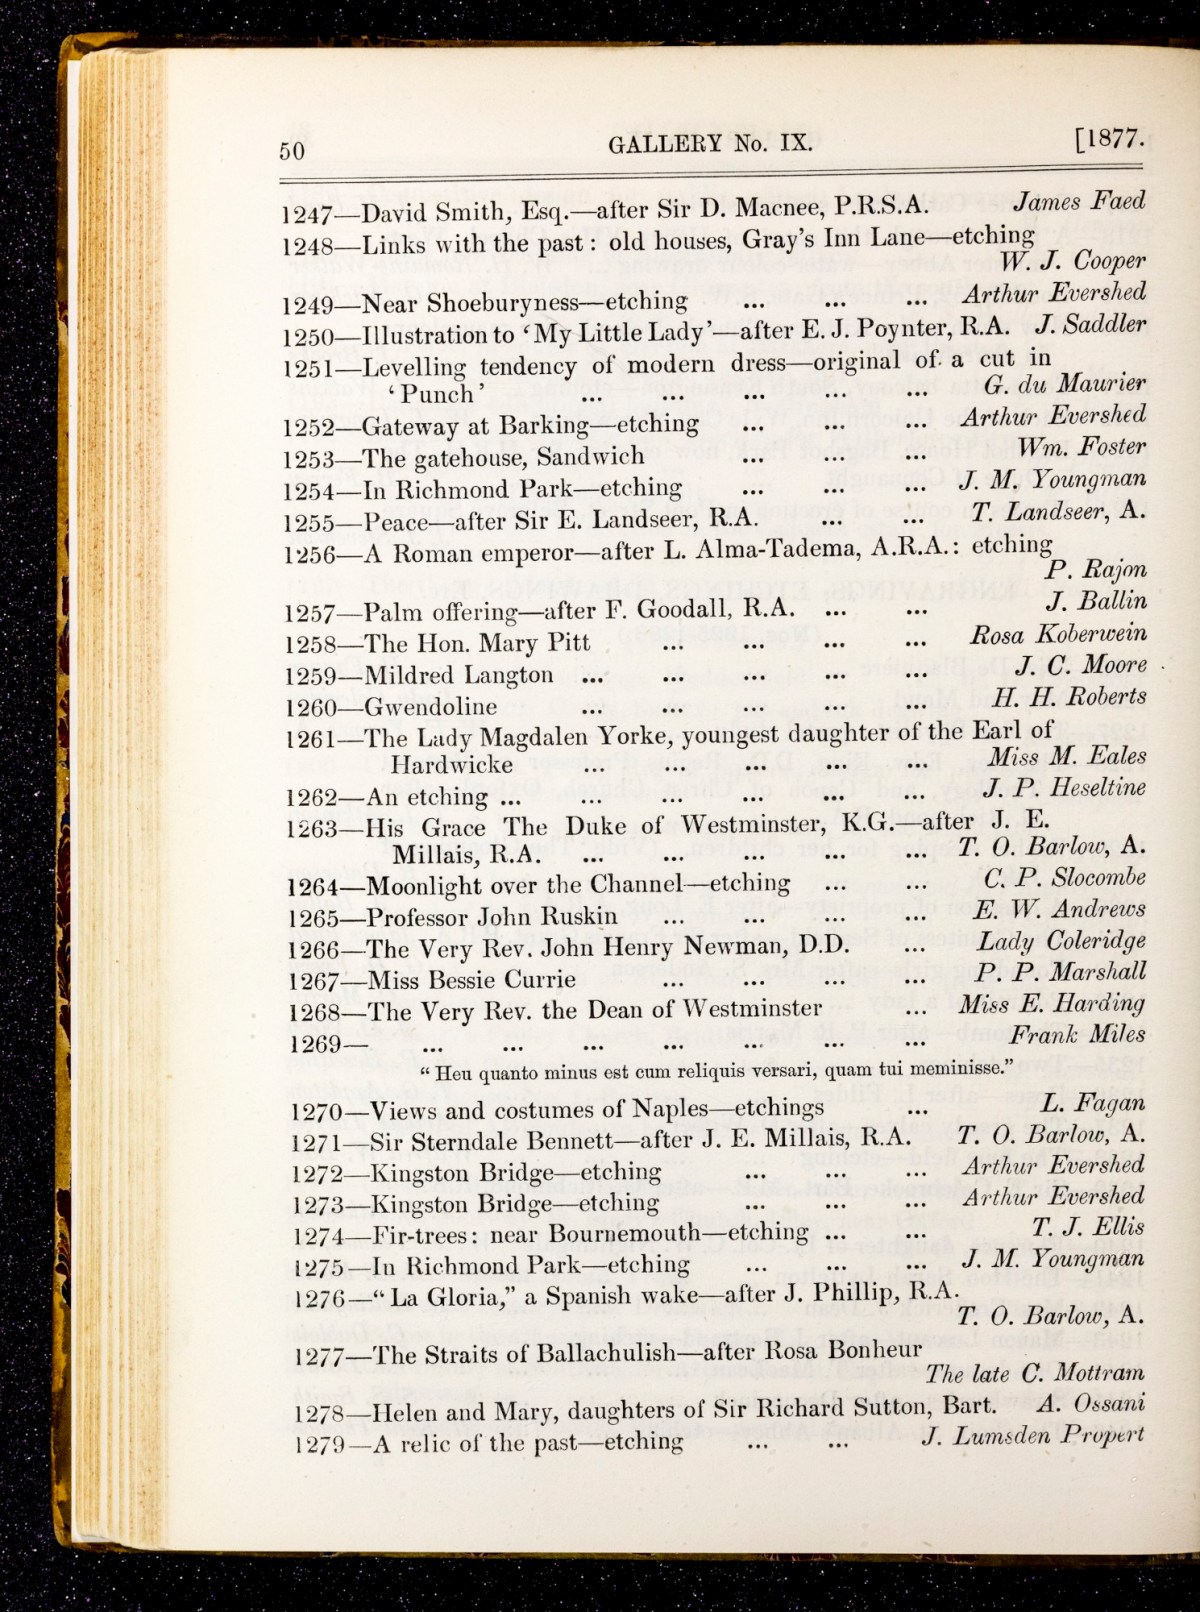 50 GALLERY No. IX. [1877.
1247—David Smith, Esq.—after Sir D. Macnee, P.R.S.A. James Faed
1248—Links with the past: old houses, Gray's Inn Lane—etching
W. J. Cooper
1249—Near Shoeburyness—etching ... ... ... Arthur Evershed
1250—Illustration to ‘My Little Lady’—after E. J. Poynter, R.A. J. Saddler
1251—Levelling tendency of modern dress—original of a cut in
‘Punch’ ... ... ... ... ... G. du Maurier
1252—Gateway at Barking—etching ... ... ... Arthur Evershed
1253—The gatehouse, Sandwich ... ... ... Wm. Foster
1254—In Richmond Park—etching ... ... ... J. M. Youngman
1255—Peace—after Sir E. Landseer, R.A. ... ... T. Landseer, A.
1256—A Roman emperor—after L. Alma-Tadema, A.R.A.: etching
P. Rajon
1257—Palm offering—after F. Goodall, R.A. ... ... J. Ballin
1258—The Hon. Mary Pitt ... ... ... ... Rosa Koberwein
1259—Mildred Langton ... ... ... ... ... J. C. Moore
1260—Gwendoline ... ... ... ... ... H. H. Roberts
1261—The Lady Magdalen Yorke, youngest daughter of the Earl of
Hardwicke ... ... ... ... ... Miss M. Eales
1262—An etching ... ... ... ... ... ... J. P. Heseltine
1263—His Grace The Duke of Westminster, K.G.—after J. E.
Millais, R.A. ... ... ... ... ... T. O. Barlow, A.
1264—Moonlight over the Channel—etching ... ... C. P. Slocombe
1265—Professor John Ruskin ... ... ... ... E. W. Andrews
1266—The Very Rev. John Henry Newman, D.D. ... Lady Coleridge
1267—Miss Bessie Currie ... ... ... ... P. P. Marshall
1268—The Very Rev. the Dean of Westminster ... Miss E. Harding
1269— ... ... ... ... ... ... ... Frank Miles
“Heu quanto minus est cum reliquis versari, quam tui meminisse.”
1270—Views and costumes of Naples—etchings ... L. Fagan
1271—Sir Sterndale Bennett—after J. E. Millais, R.A. T. O. Barlow, A.
1272—Kingston Bridge—etching ... ... ... Arthur Evershed
1273—Kingston Bridge—etching ... ... ... Arthur Evershed
1274—Fir-trees: near Bournemouth—etching ... ... T. J. Ellis
1275—In Richmond Park—etching ... ... ... J. M. Youngman
1276—“La Gloria,” a Spanish wake—after J. Phillip, R.A.
T. O. Barlow, A.
1277—The Straits of Ballachulish—after Rosa Bonheur
The late C. Mottram
1278—Helen and Mary, daughters of Sir Richard Sutton, Bart. A. Ossani
1279—A relic of the past—etching ... ... J. Lumsden Propert